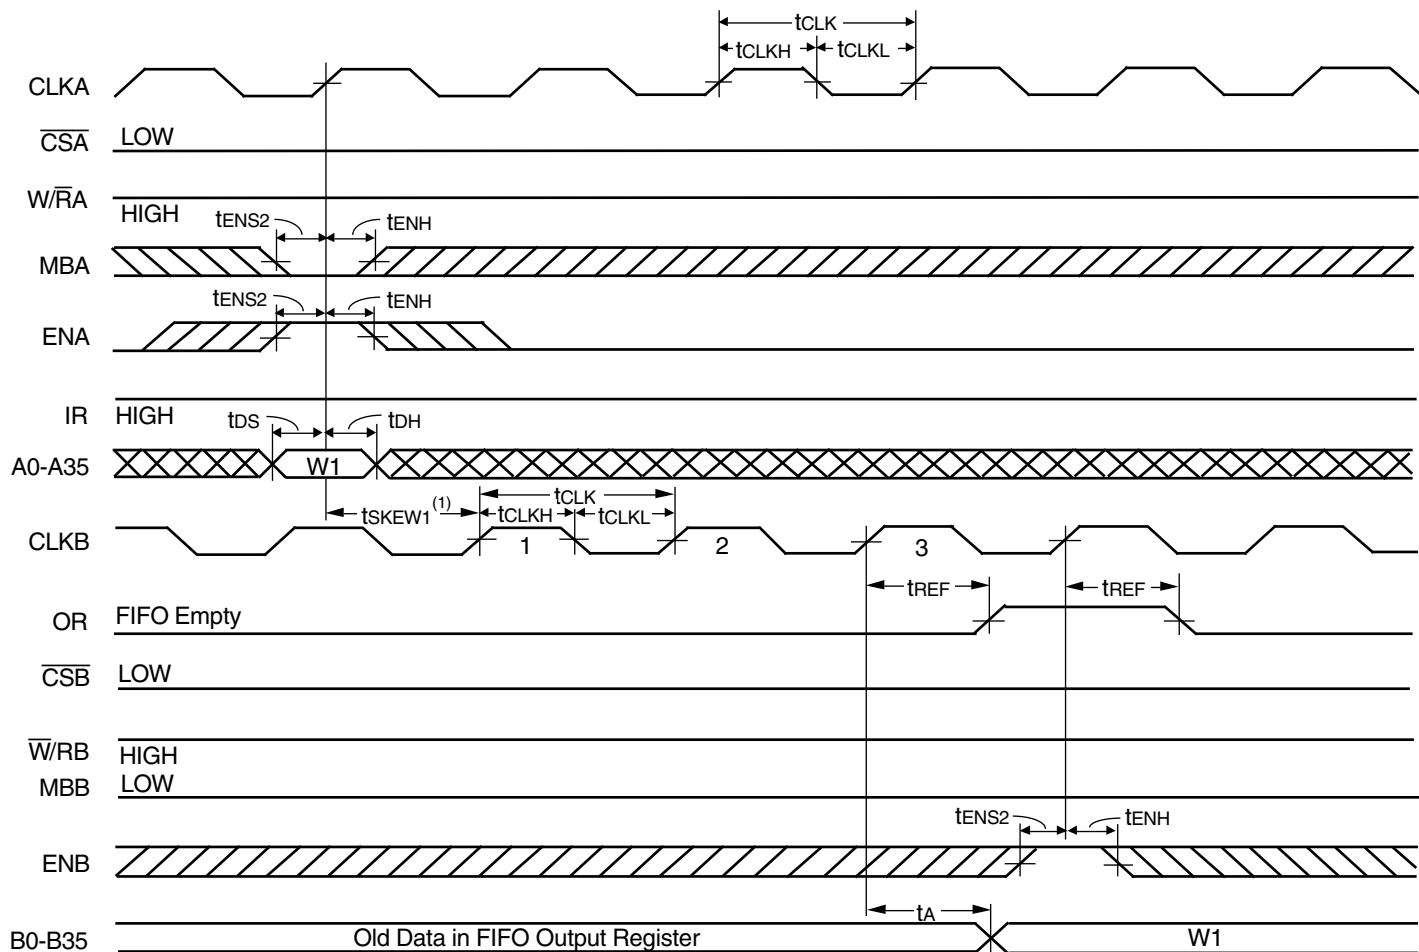 tCLK
tCLKH tCLKL
CLKA
CSA LOW
W/RA
HIGH
tENS2 tENH
MBA
tENS2 tENH
ENA
IR HIGH
tDS tDH
A0-A35 W1
tCLK
tSKEW1 (1) tCLKH tCLKL
CLKB 1 2 3
tREF tREF
OR FIFO Empty
CSB LOW
W/RB HIGH
MBB LOW
tENS2 tENH
ENB
tA
B0-B35 Old Data in FIFO Output Register W1